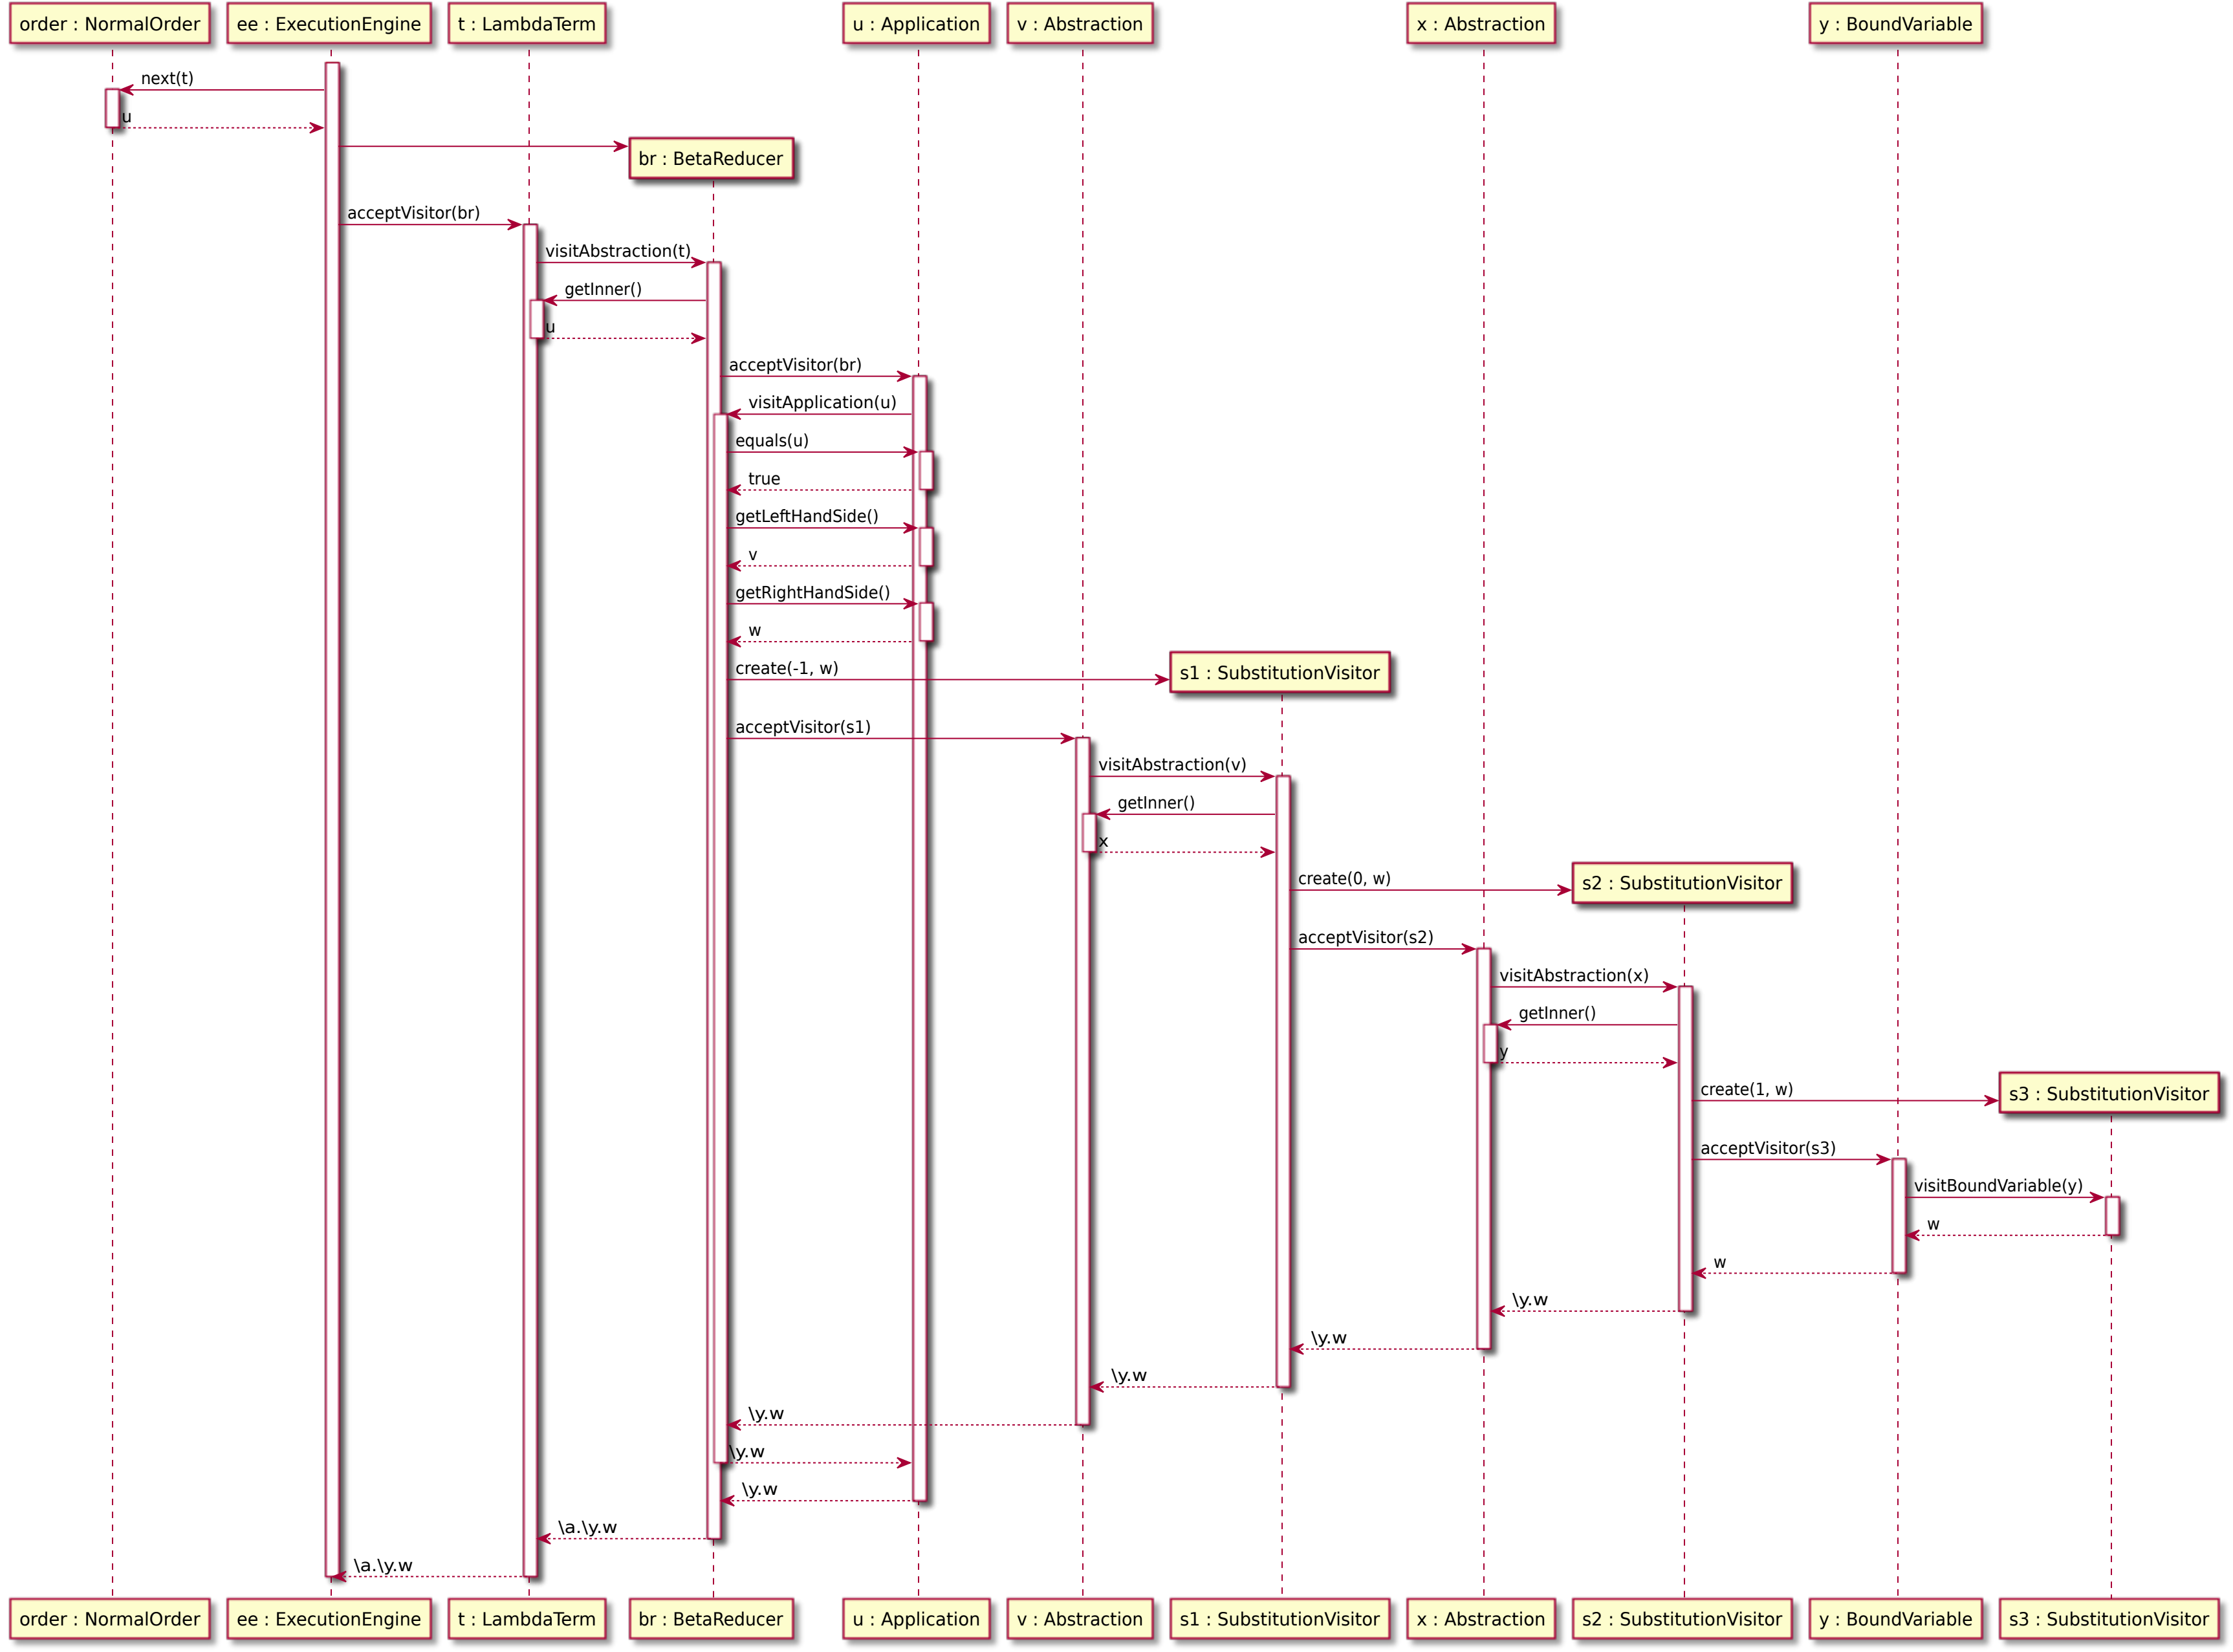 order : NormalOrder
ee : ExecutionEngine
t : LambdaTerm
u : Application
v : Abstraction
x : Abstraction
y : BoundVariable
next(t)
u
br : BetaReducer
acceptVisitor(br)
visitAbstraction(t)
getInner()
u
acceptVisitor(br)
visitApplication(u)
equals(u)
true
getLeftHandSide()
v
getRightHandSide()
w
create(-1, w)
s1 : SubstitutionVisitor
acceptVisitor(s1)
visitAbstraction(v)
getInner()
x
create(0, w)
s2 : SubstitutionVisitor
acceptVisitor(s2)
visitAbstraction(x)
getInner()
y
create(1, w)
s3 : SubstitutionVisitor
acceptVisitor(s3)
visitBoundVariable(y)
w
w
\y.w
\y.w
\y.w
\y.w
\y.w
\y.w
\a.\y.w
\a.\y.w
order : NormalOrder
ee : ExecutionEngine
t : LambdaTerm
br : BetaReducer
u : Application
v : Abstraction
s1 : SubstitutionVisitor
x : Abstraction
s2 : SubstitutionVisitor
y : BoundVariable
s3 : SubstitutionVisitor